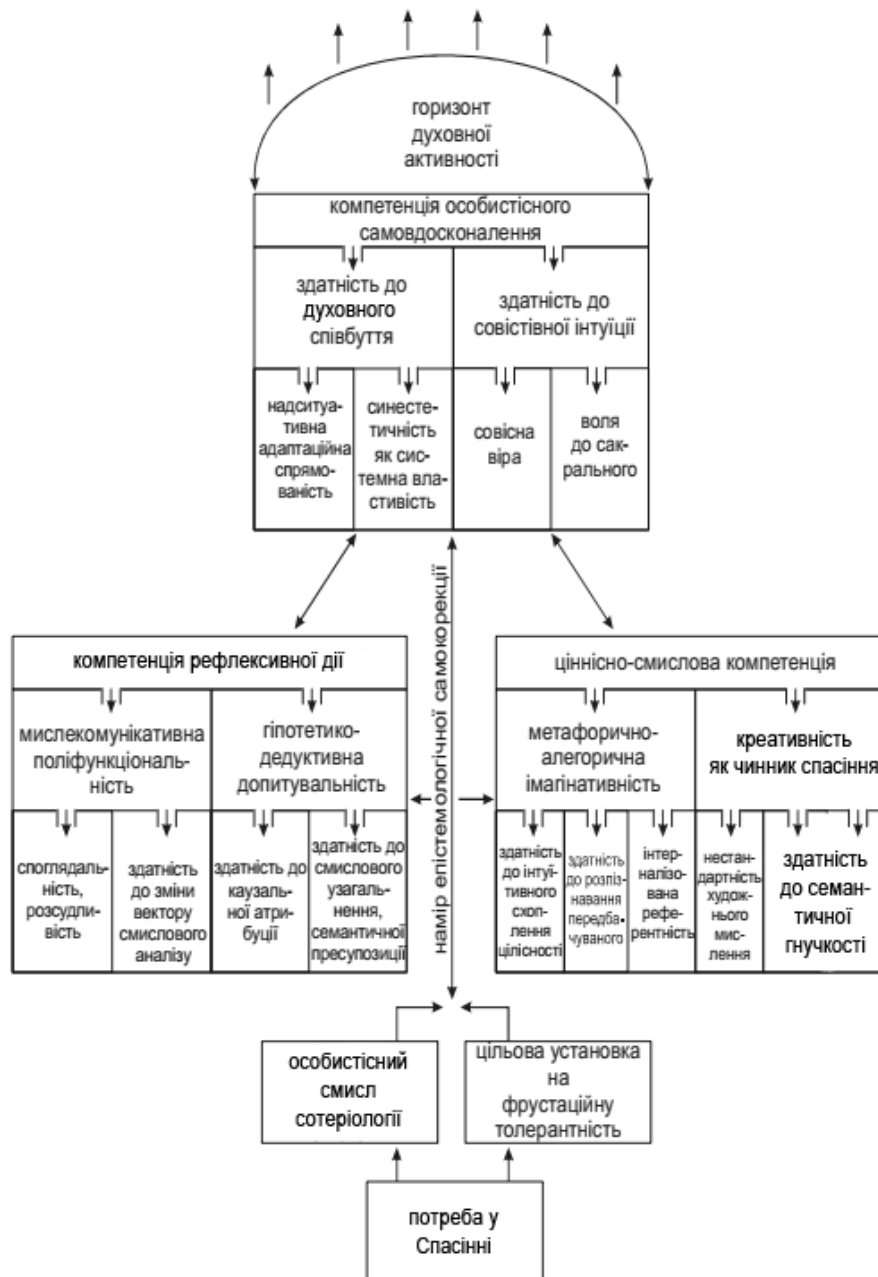 горизонт
духовної
активності
компетенція особистісного
самовдосконалення
здатність до
духовного
співбуття
здатність до
совістівної інтуїції
надситуа-
тивна
адаптаційна
спрямо-
ваність
синесте-
тичність
як сис-
темна вла-
стивість
совісна
віра
воля
до сак-
рального
намір епістемологічної самокорекції
компетенція рефлексивної дії
мислекомунікативна
поліфункціональ-
ність
гіпотетико-
дедуктивна
допитувальність
споглядаль-
ність,
розсудли-
вість
здатність
до зміни
вектору
смислового
аналізу
здатність до
каузаль-
ної атри-
буції
здатність до
смислового
узагаль-
нення,
семантичної
пресупозиції
ціннісно-смислова компетенція
метафорично-
алегорична
імагінативність
креативність
як чинник спасіння
здатність
до інтуї-
тивного
схоп-
лення
цілісності
здатність
до розпіз-
навання
передба-
чуваного
інтер-
налізо-
вана
рефе-
рентність
нестан-
дартність
худож-
нього
мис-
лення
здатність
до семан-
тичної
гнучкості
особистісний
смисл
сотеріології
цільова установка
на
фрустаційну
толерантність
потреба у
Спасінні